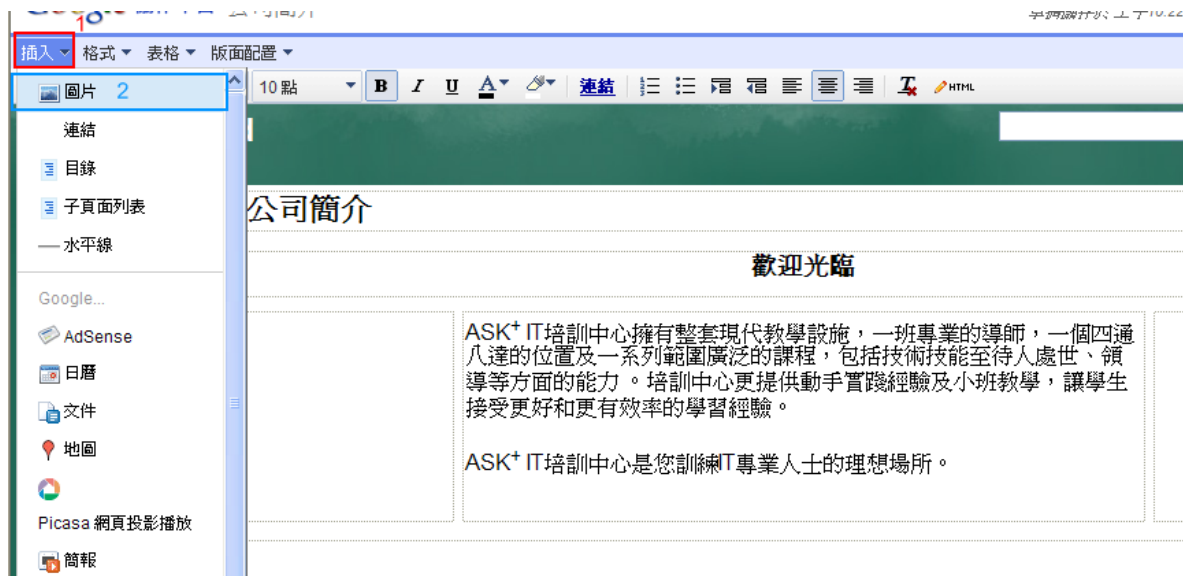 1
插入 格式 表格 版面配置
圖片 2
10 點 B I U A 連結 HTML
連結
目錄
子頁面列表
公司簡介
水平線
歡迎光臨
Google...
AdSense
日曆
文件
地圖
Picasa 網頁投影播放
簡報
ASK+ IT培訓中心擁有整套現代教學設施，一班專業的導師，一個四通
八達的位置及一系列範圍廣泛的課程，包括技術技能至待人處世、領
導等方面的能力。培訓中心更提供動手實踐經驗及小班教學，讓學生
接受更好和更有效率的學習經驗。
ASK+ IT培訓中心是您訓練IT專業人士的理想場所。